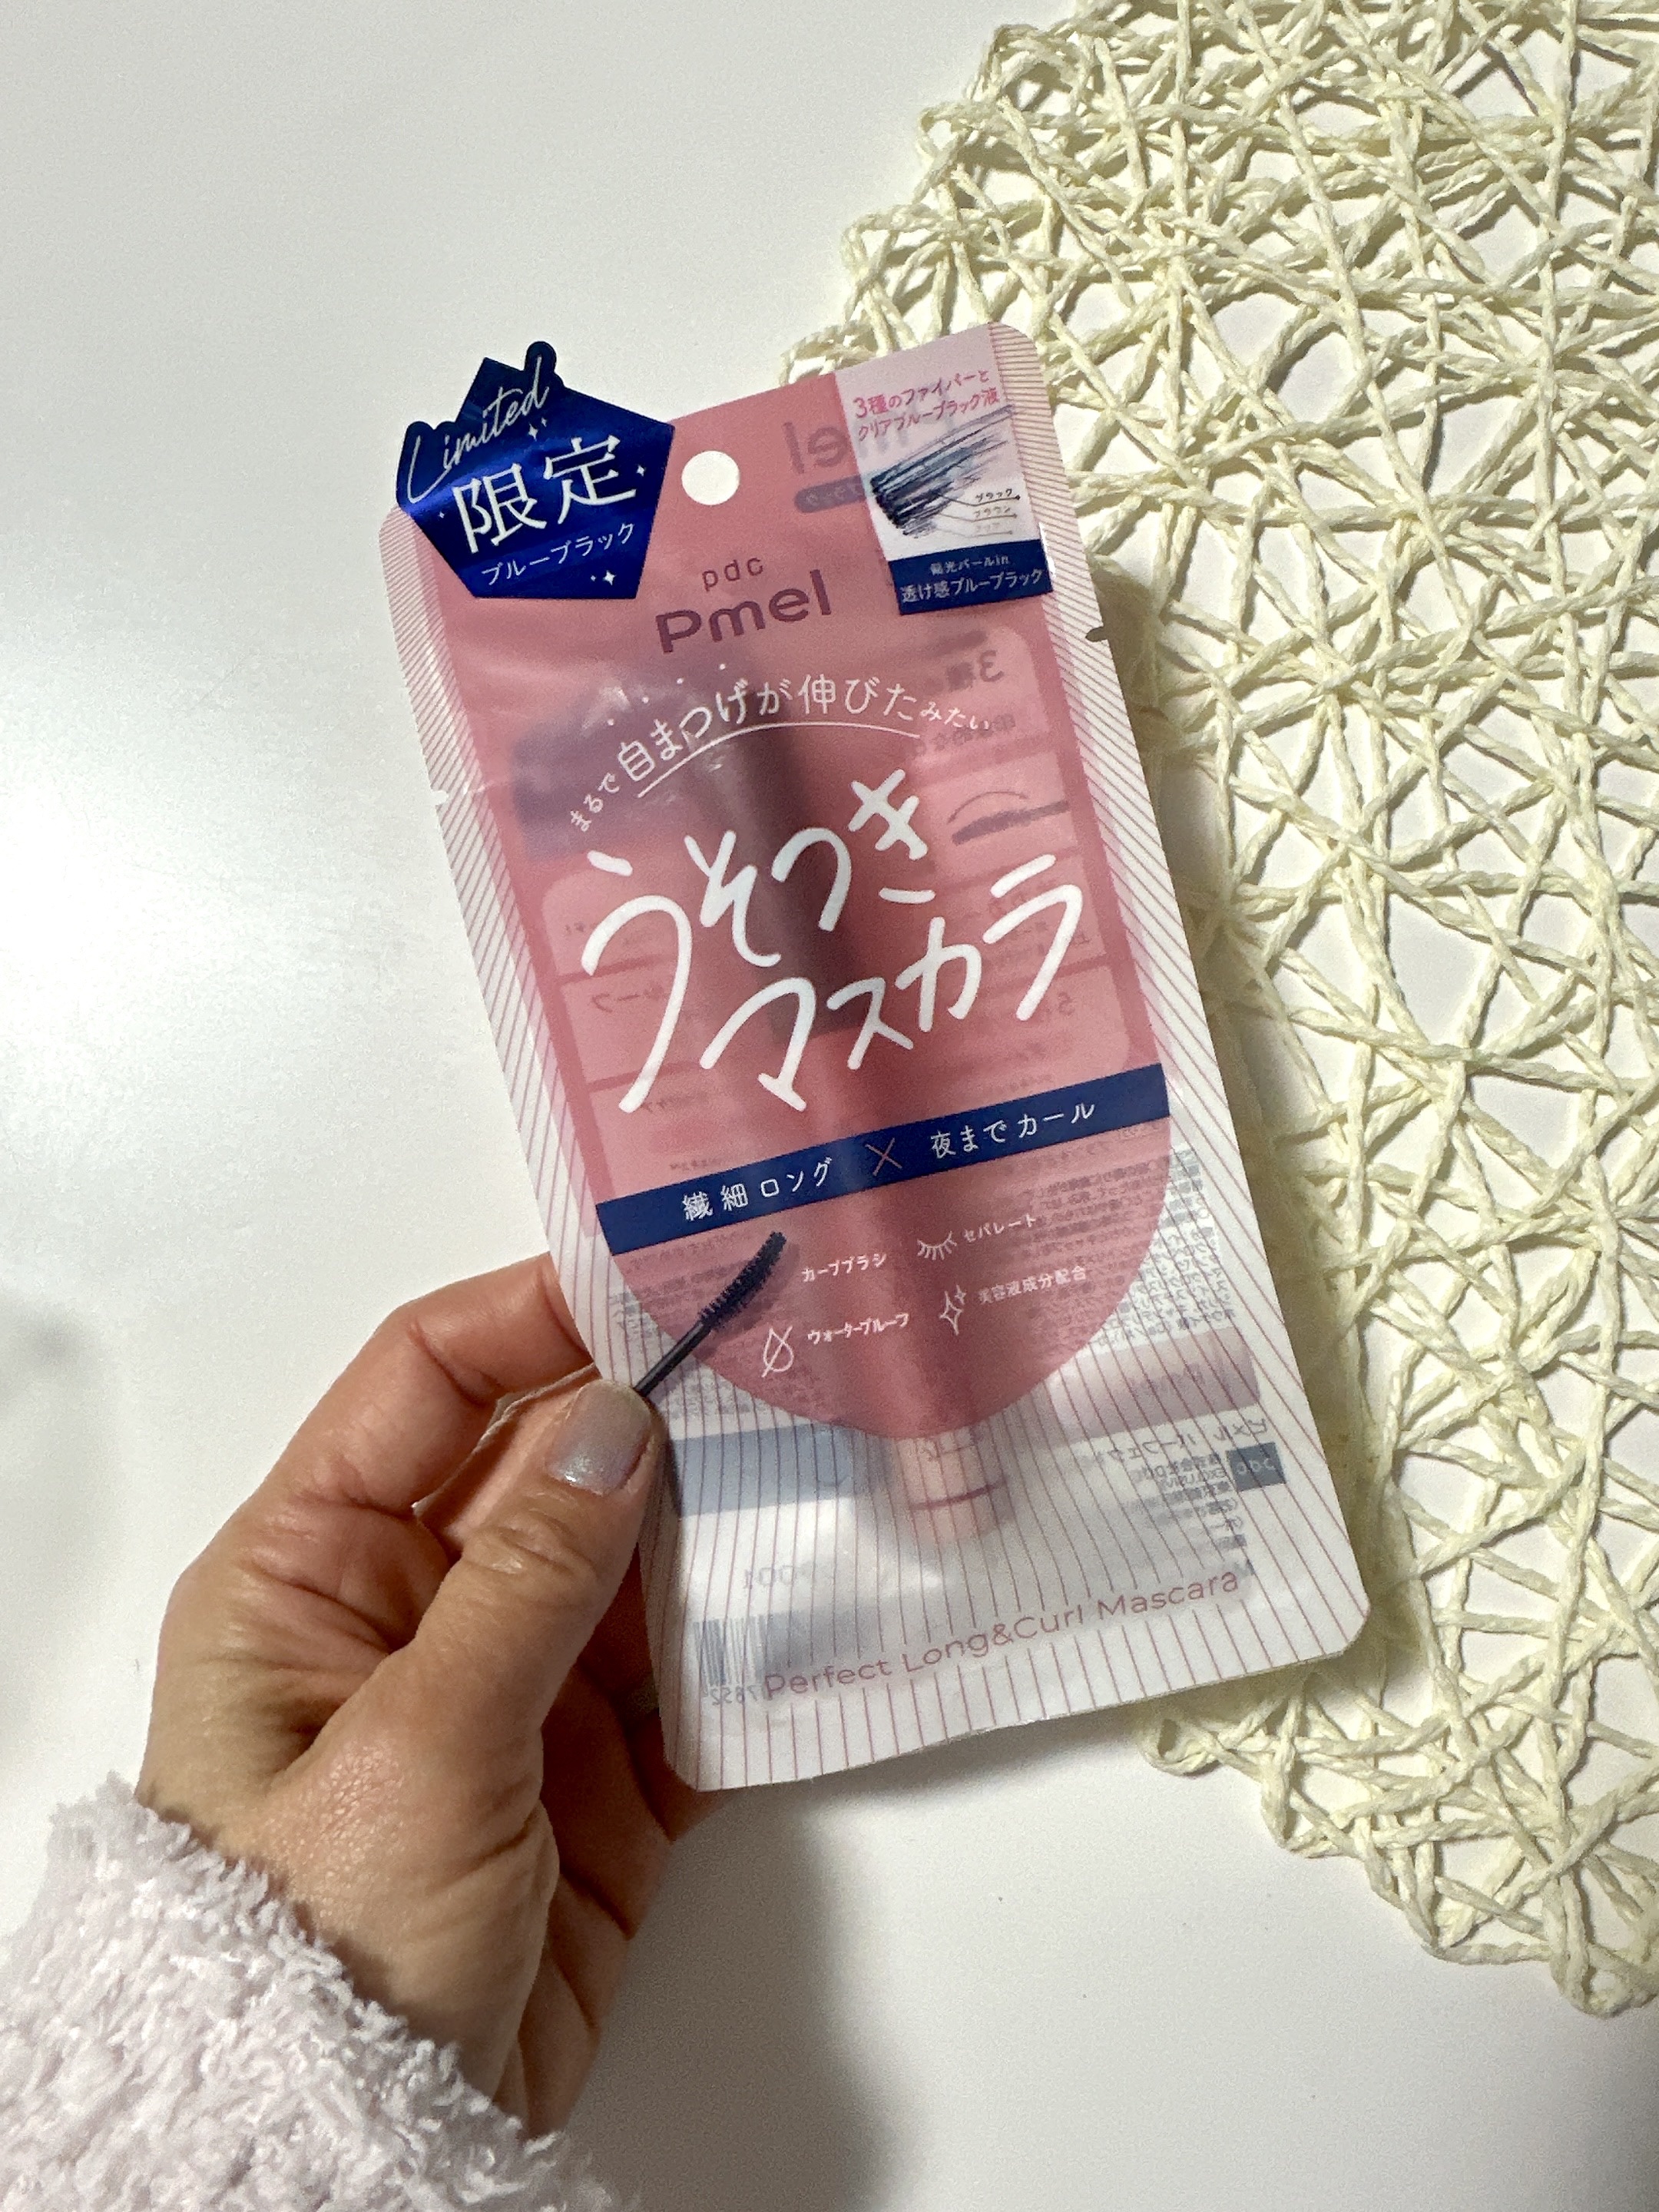 Limited
限定
ブルーブラック
3種のファイバーと
クリアブルーブラック液
ブラック
ブラウン
偏光パールin
透け感ブルーブラック
pdc
Pmel
まるで自まつげが伸びたみたい
うそつき
マスカラ
繊細ロング × 夜までカール
カーブブラシ
セパレート
ウォータープルーフ
美容液成分配合
Perfect Long&Curl Mascara